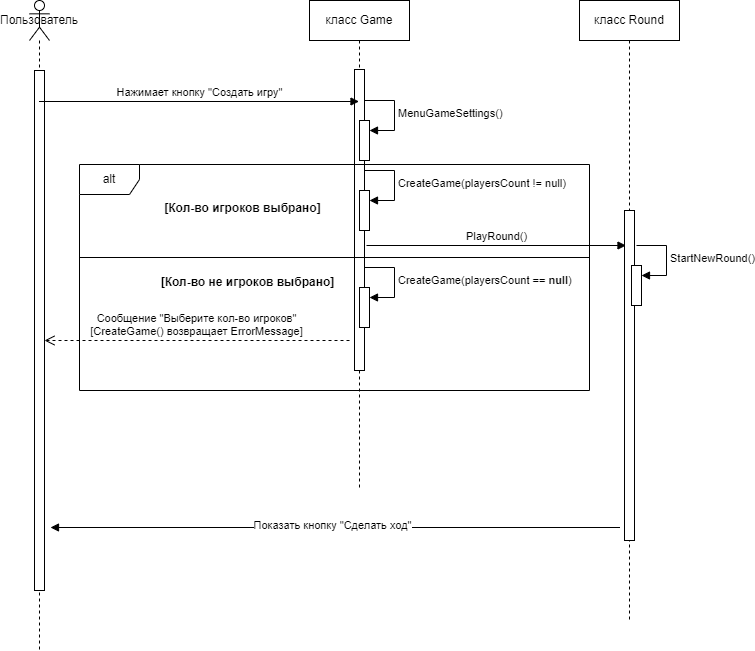 Пользователь
класс Game
класс Round
Нажимает кнопку "Создать игру"
MenuGameSettings()
alt
CreateGame(playersCount != null)
[Кол-во игроков выбрано]
PlayRound()
StartNewRound()
[Кол-во не игроков выбрано]
CreateGame(playersCount == null)
Сообщение "Выберите кол-во игроков"
[CreateGame() возвращает ErrorMessage]
Показать кнопку "Сделать ход"